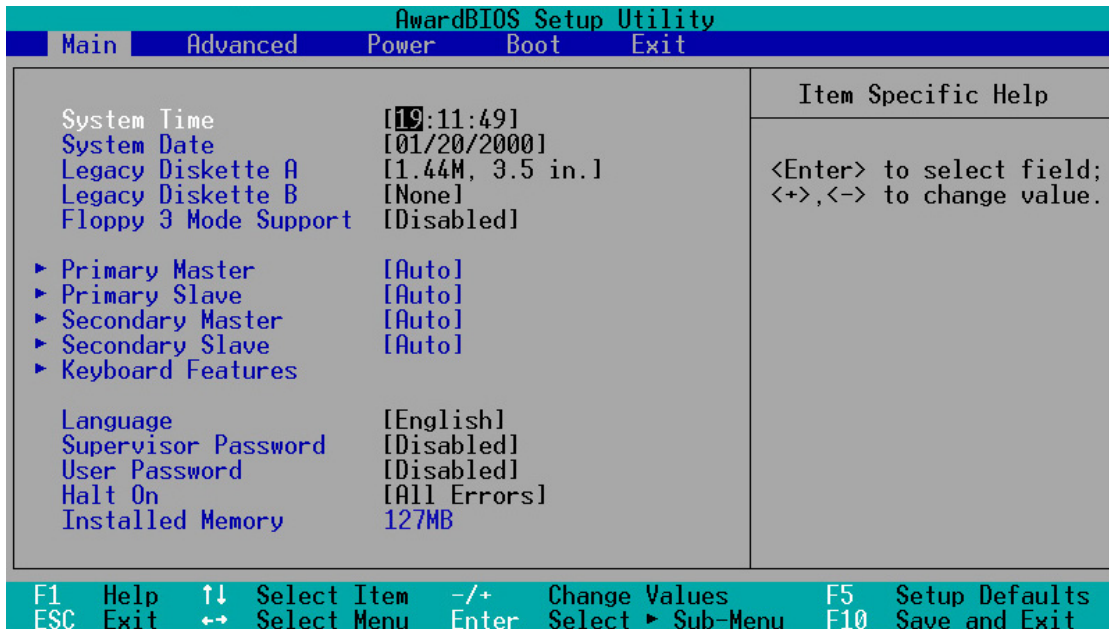 AwardBIOS Setup Utility
Main Advanced Power Boot Exit
System Time [19:11:49]
System Date [01/20/2000]
Legacy Diskette A [1.44M, 3.5 in.]
Legacy Diskette B [None]
Floppy 3 Mode Support [Disabled]
▶ Primary Master [Auto]
▶ Primary Slave [Auto]
▶ Secondary Master [Auto]
▶ Secondary Slave [Auto]
▶ Keyboard Features
Language [English]
Supervisor Password [Disabled]
User Password [Disabled]
Halt On [All Errors]
Installed Memory 127MB
Item Specific Help
<Enter> to select field;
<+>,<-> to change value.
F1 Help ↑↓ Select Item -/+ Change Values F5 Setup Defaults
ESC Exit ←→ Select Menu Enter Select ▶ Sub-Menu F10 Save and Exit